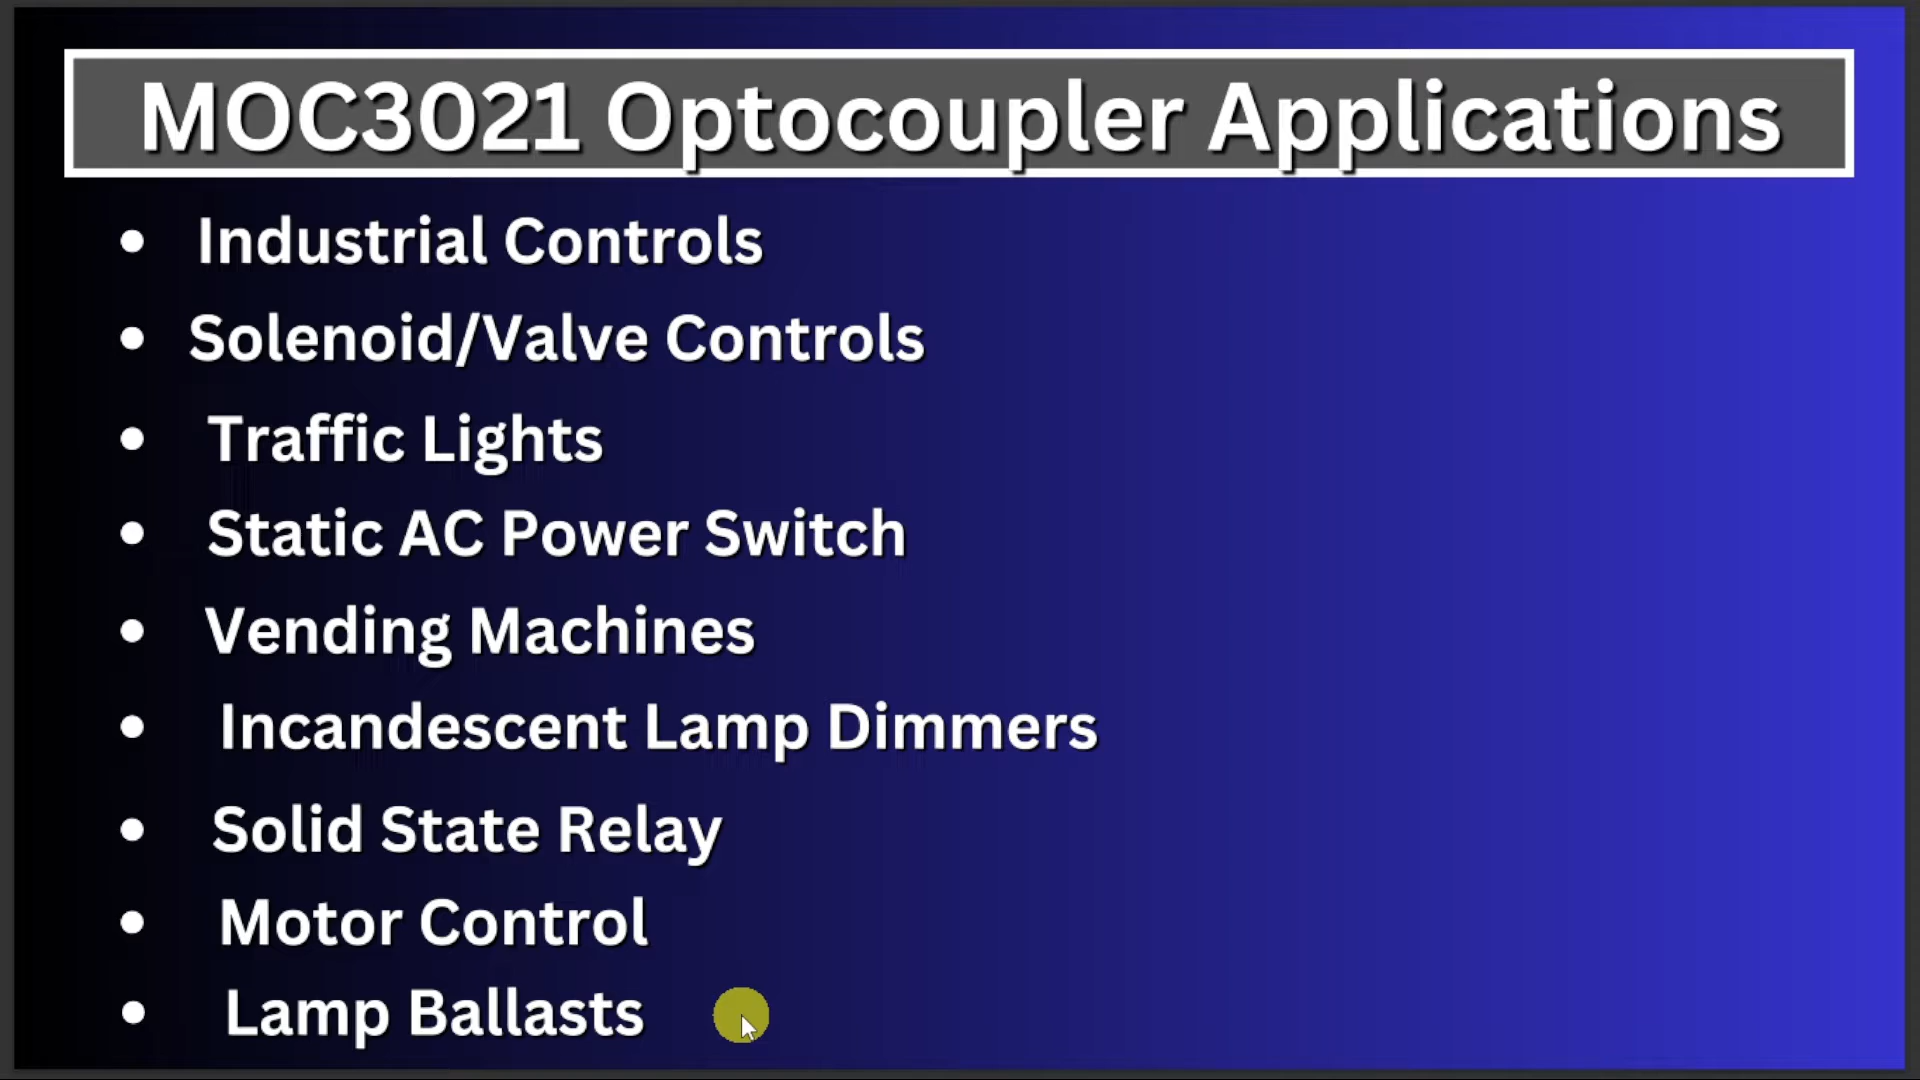 MOC3021 Optocoupler Applications
• Industrial Controls
• Solenoid/Valve Controls
• Traffic Lights
• Static AC Power Switch
• Vending Machines
• Incandescent Lamp Dimmers
• Solid State Relay
• Motor Control
• Lamp Ballasts